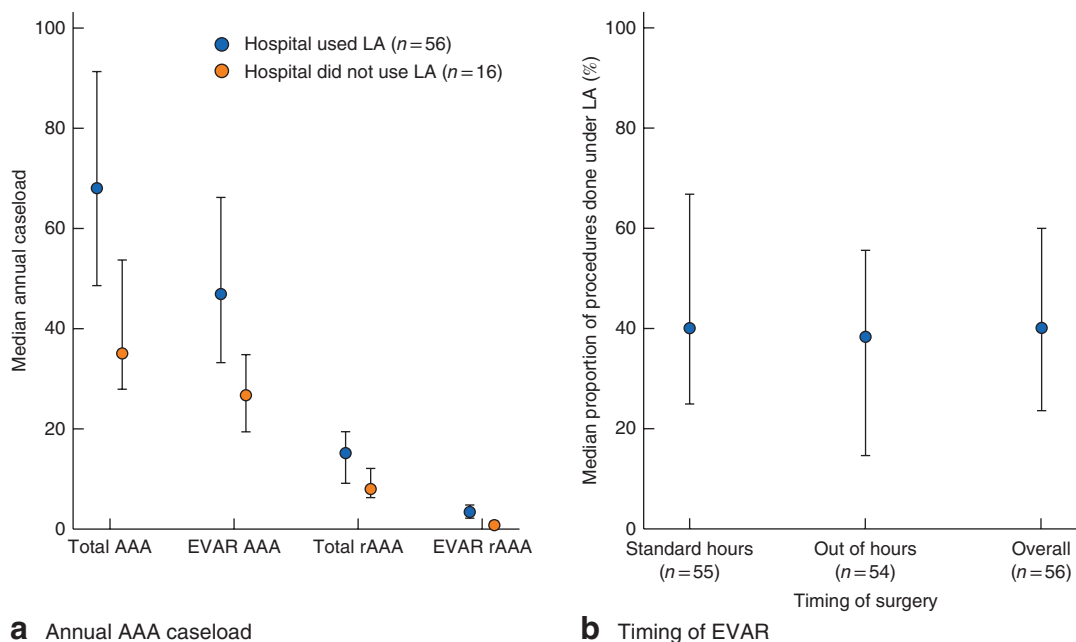 100
80
60
40
20
0
Median annual caseload
Hospital used LA (n=56)
Hospital did not use LA (n=16)
Total AAA
EVAR AAA
Total rAAA
EVAR rAAA
a Annual AAA caseload
100
80
60
40
20
0
Median proportion of procedures done under LA (%)
Standard hours
(n=55)
Out of hours
(n=54)
Overall
(n=56)
Timing of surgery
b Timing of EVAR